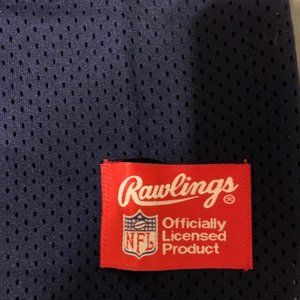 Rawlings ®
NFL
Officially
Licensed
Product